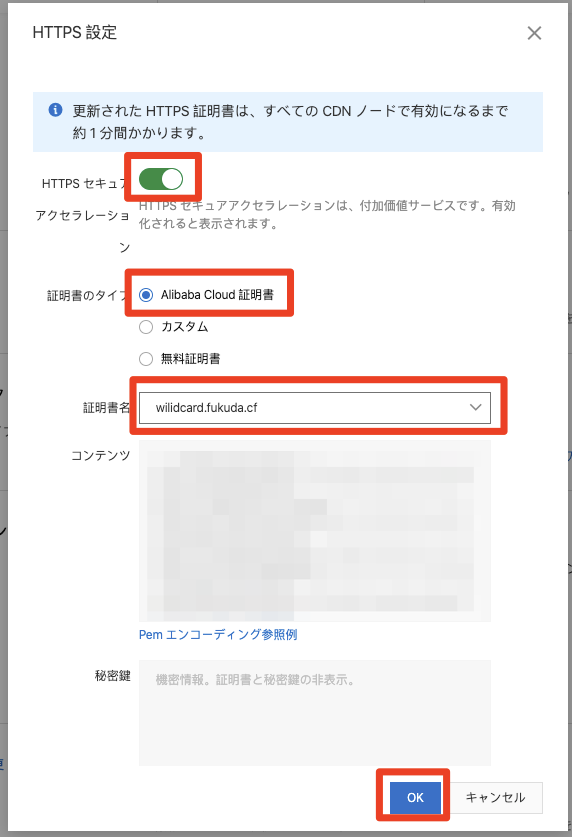 HTTPS 設定
更新された HTTPS 証明書は、すべての CDN ノードで有効になるまで
約 1 分間かかります。
HTTPS セキュア
アクセラレーショ
ン
HTTPS セキュアアクセラレーションは、付加価値サービスです。有効
化されると表示されます。
証明書のタイプ
Alibaba Cloud 証明書
カスタム
無料証明書
証明書名
wilidcard.fukuda.cf
コンテンツ
Pem エンコーディング参照例
秘密鍵
機密情報。証明書と秘密鍵の非表示。
OK
キャンセル